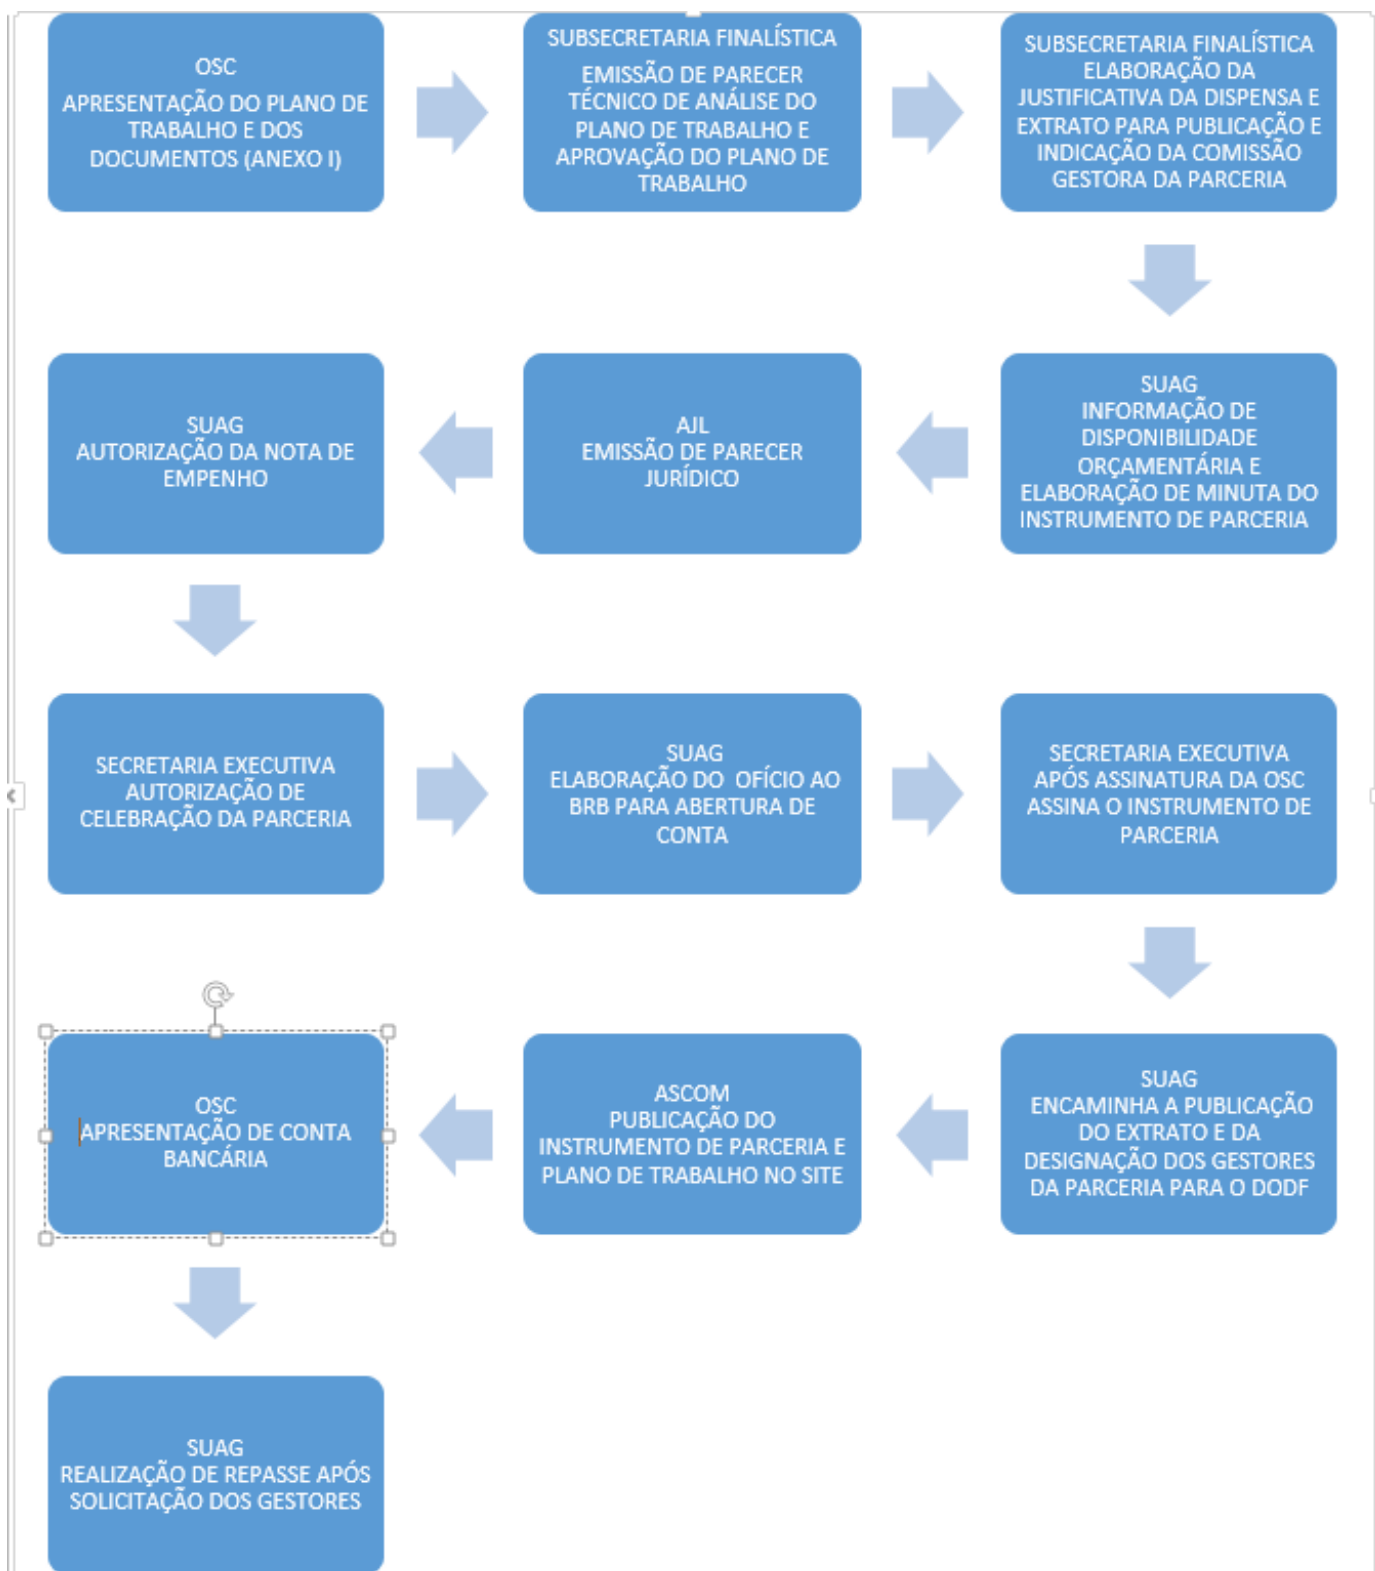 OSC
APRESENTAÇÃO DO PLANO DE
TRABALHO E DOS
DOCUMENTOS (ANEXO I)
SUBSECRETARIA FINALÍSTICA
EMISSÃO DE PARECER
TÉCNICO DE ANÁLISE DO
PLANO DE TRABALHO E
APROVAÇÃO DO PLANO DE
TRABALHO
SUBSECRETARIA FINALÍSTICA
ELABORAÇÃO DA
JUSTIFICATIVA DA DISPENSA E
EXTRATO PARA PUBLICAÇÃO E
INDICAÇÃO DA COMISSÃO
GESTORA DA PARCERIA
SUAG
INFORMAÇÃO DE
DISPONIBILIDADE
ORÇAMENTÁRIA E
ELABORAÇÃO DE MINUTA DO
INSTRUMENTO DE PARCERIA
AJL
EMISSÃO DE PARECER
JURÍDICO
SUAG
AUTORIZAÇÃO DA NOTA DE
EMPENHO
SECRETARIA EXECUTIVA
AUTORIZAÇÃO DE
CELEBRAÇÃO DA PARCERIA
SUAG
ELABORAÇÃO DO OFÍCIO AO
BRB PARA ABERTURA DE
CONTA
SECRETARIA EXECUTIVA
APÓS ASSINATURA DA OSC
ASSINA O INSTRUMENTO DE
PARCERIA
SUAG
ENCAMINHA A PUBLICAÇÃO
DO EXTRATO E DA
DESIGNAÇÃO DOS GESTORES
DA PARCERIA PARA O DODF
ASCOM
PUBLICAÇÃO DO
INSTRUMENTO DE PARCERIA E
PLANO DE TRABALHO NO SITE
OSC
APRESENTAÇÃO DE CONTA
BANCÁRIA
SUAG
REALIZAÇÃO DE REPASSE APÓS
SOLICITAÇÃO DOS GESTORES